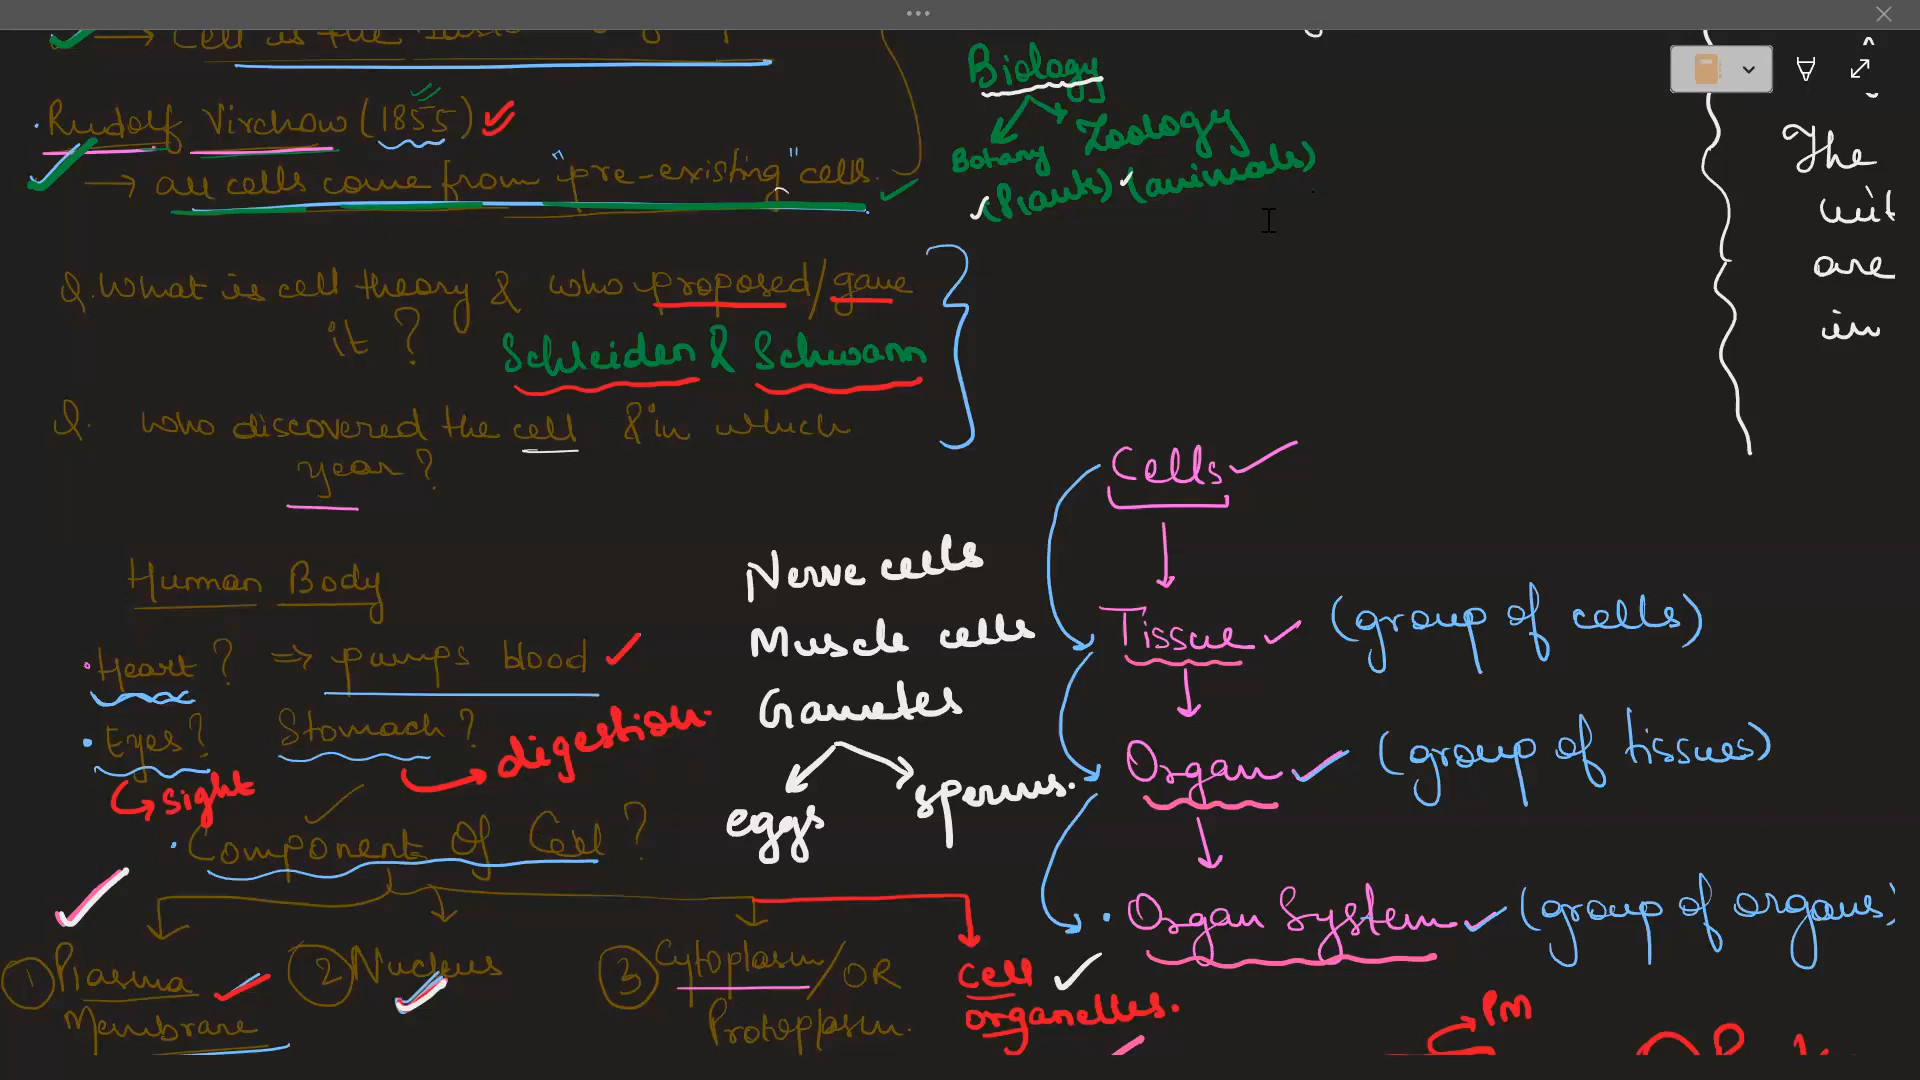 → Cell is the
Rudolf Virchow (1855)
→ all cells come from "pre-existing" cells.
Biology
Botany Zoology
(Plants) (animals)
Q. What is cell theory & who proposed/gave
it ?
Schleiden & Schwann
Q. who discovered the cell & in which
year?
The
wit
are
in
Human Body
• Heart ? ⇒ pumps blood
• Eyes? Stomach ?
sight
digestion.
Nerve cells
Muscle cells
Gametes
eggs sperms.
Cells
↓
Tissue (group of cells)
↓
Organ (group of tissues)
↓
• Organ System (group of organs)
• Component Of Cell ?
① Plasma
Membrane
② Nucleus
③ Cytoplasm / OR
Protoplasm.
cell
organelles.
PM